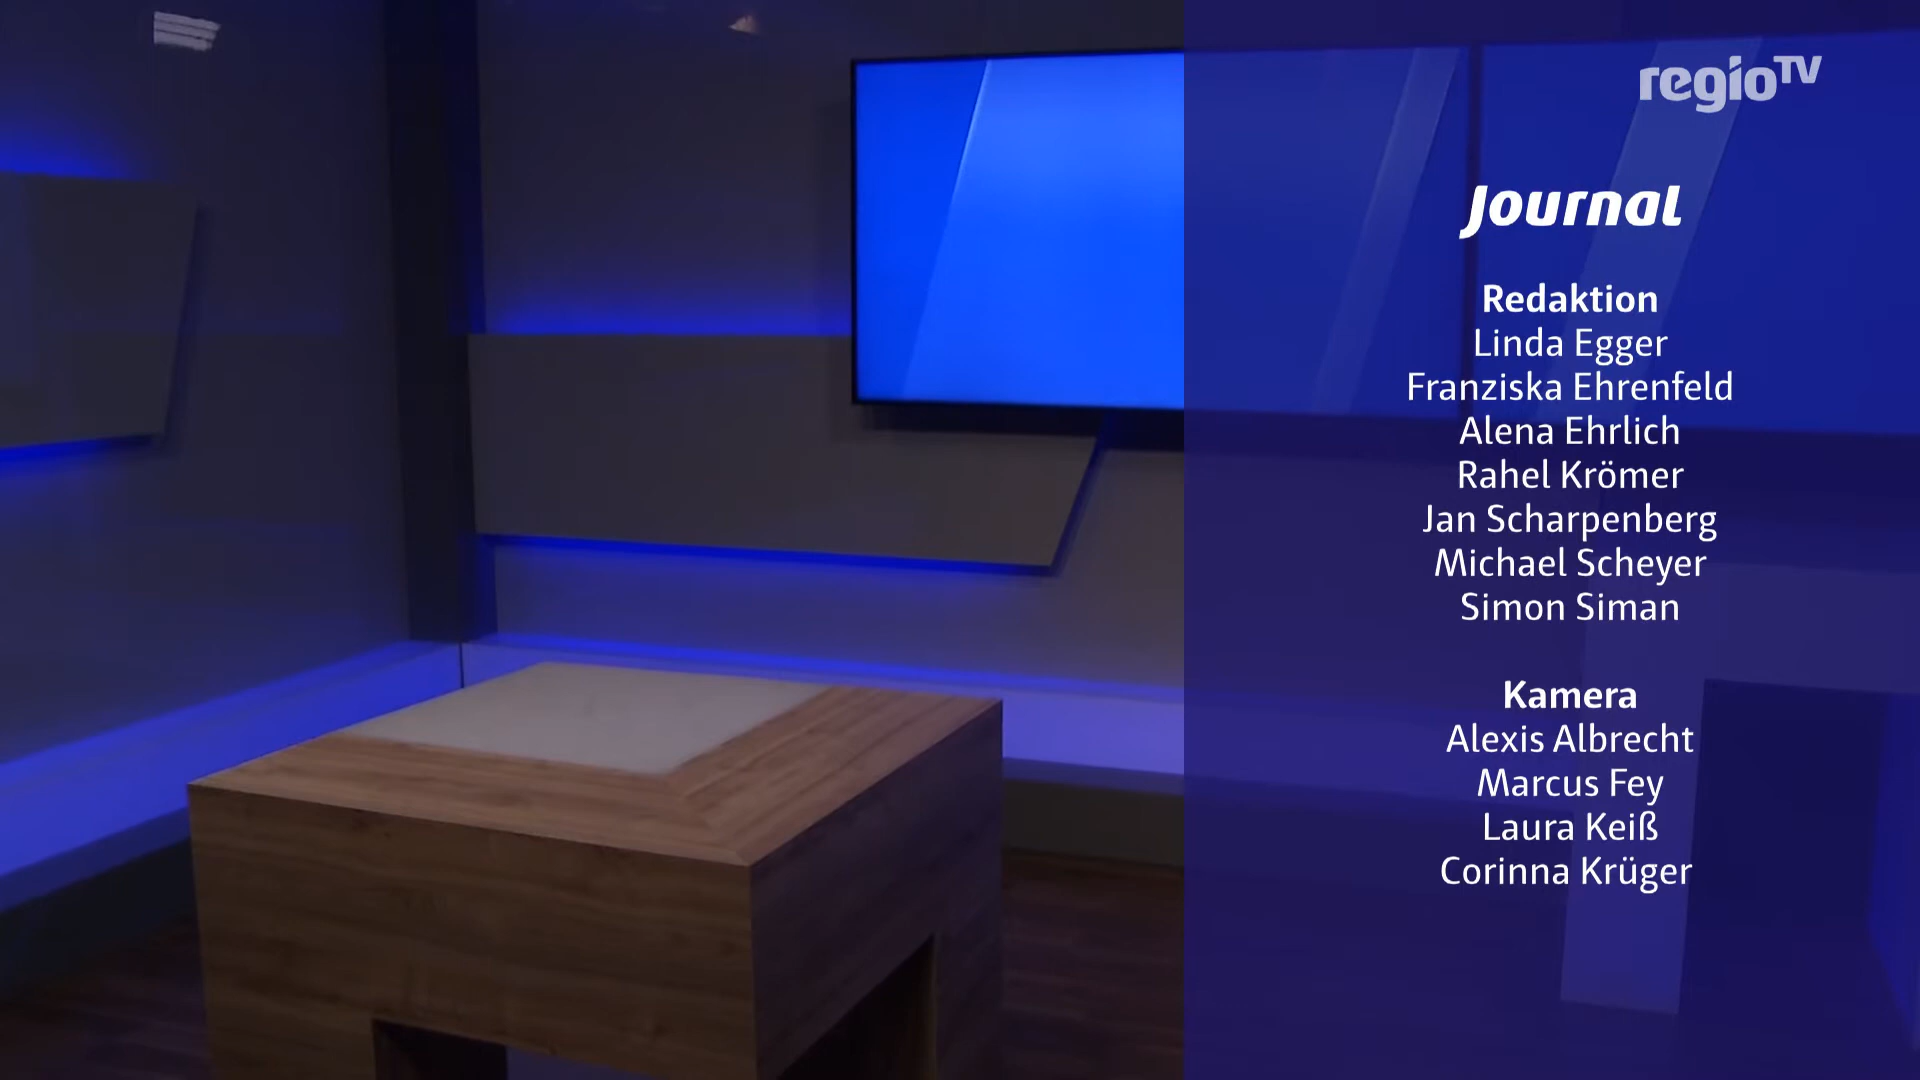 regioTV
Journal
Redaktion
Linda Egger
Franziska Ehrenfeld
Alena Ehrlich
Rahel Krömer
Jan Scharpenberg
Michael Scheyer
Simon Siman
Kamera
Alexis Albrecht
Marcus Fey
Laura Keiß
Corinna Krüger